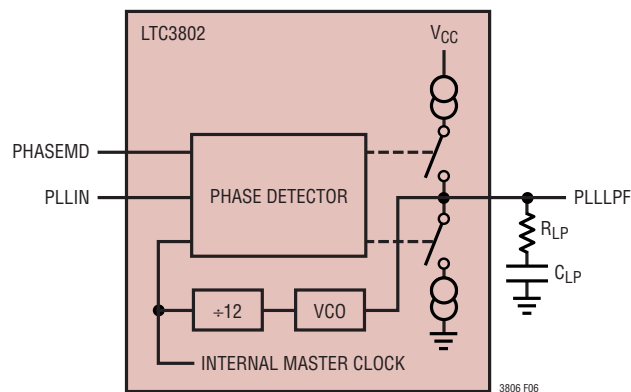 LTC3802
VCC
PHASEMD
PLLIN
PHASE DETECTOR
PLLLPF
RLP
CLP
÷12
VCO
INTERNAL MASTER CLOCK
3806 F06